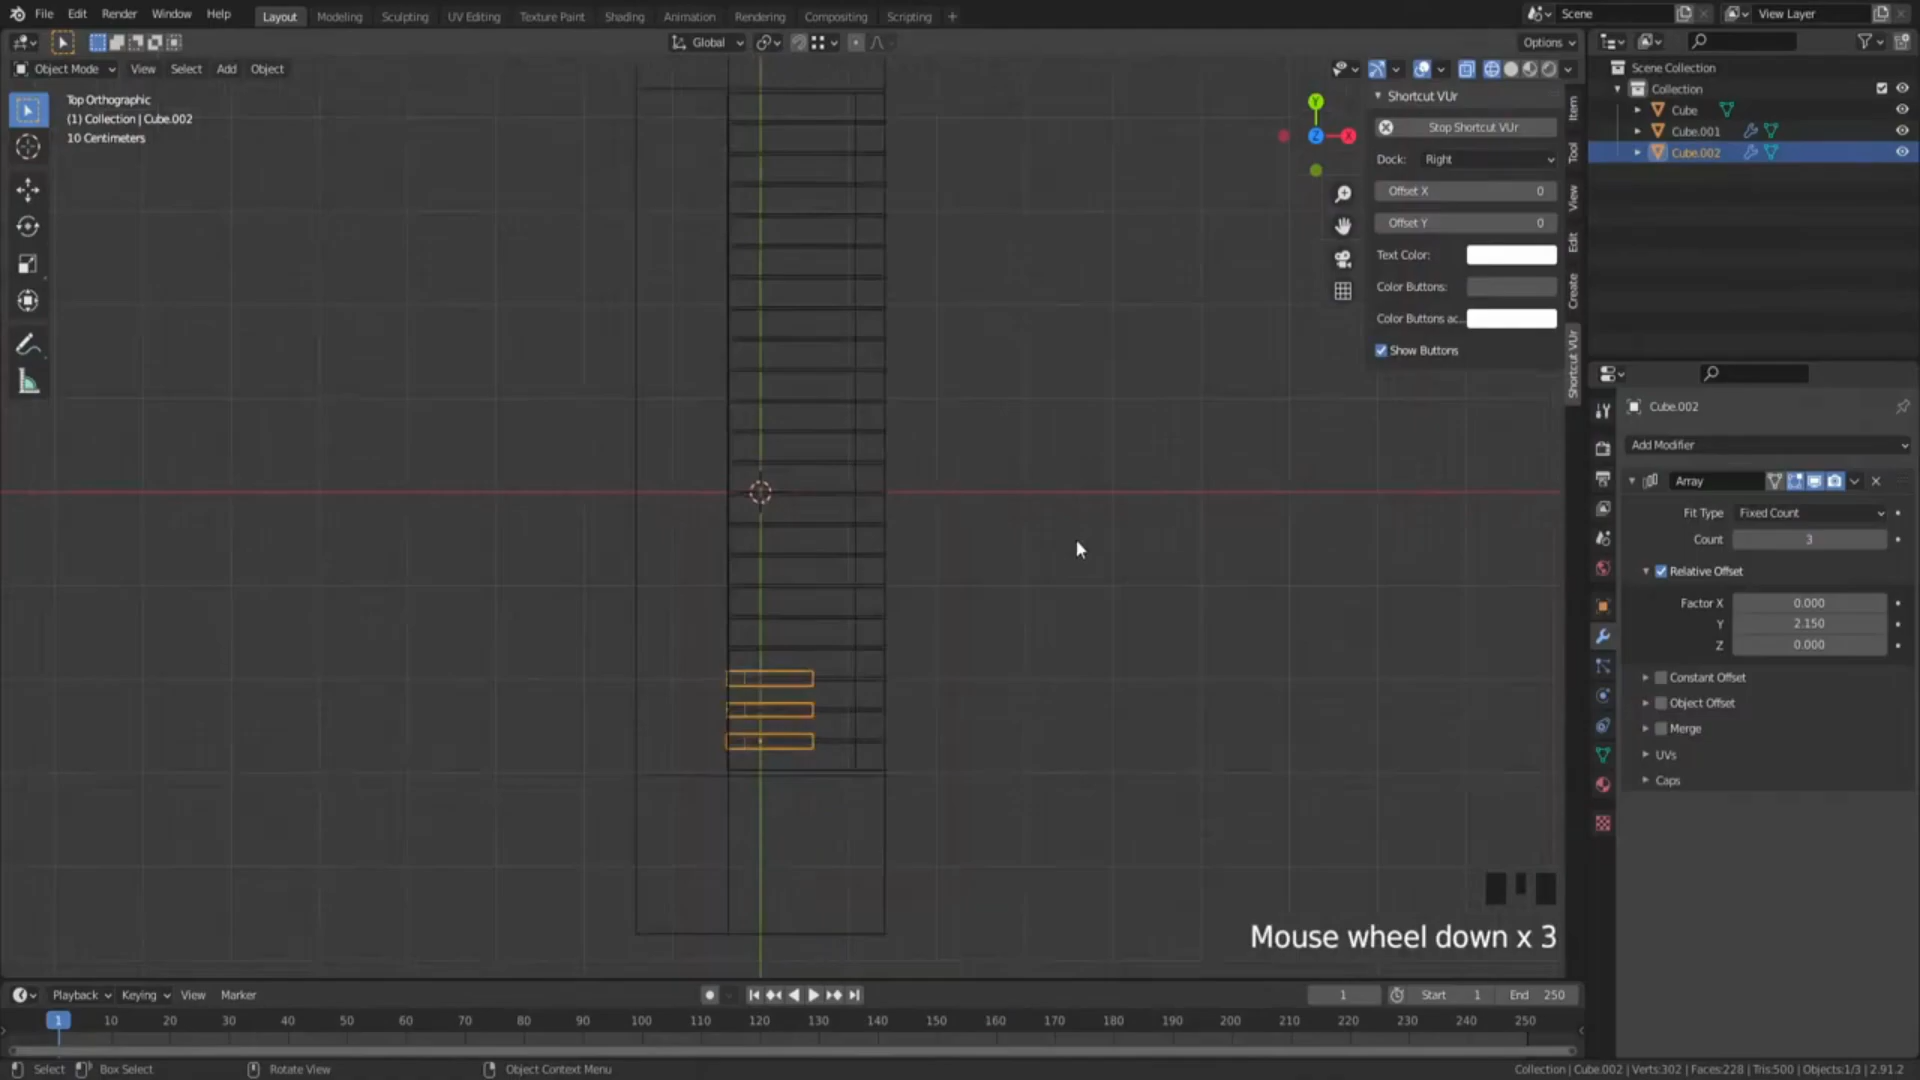 File Edit Render Window Help Layout Modeling Sculpting UV Editing Texture Paint Shading Animation Rendering Compositing Scripting + Scene View Layer
Global Options
Object Mode View Select Add Object
Top Orthographic
(1) Collection | Cube.002
10 Centimeters
Y
Z X
Shortcut VUr
Stop Shortcut VUr
Dock: Right
Offset X 0
Offset Y 0
Text Color:
Color Buttons:
Color Buttons ac...
Show Buttons
Item
Tool
View
Edit
Create
Shortcut VUr
Scene Collection
Collection
Cube
Cube.001
Cube.002
Cube.002
Add Modifier
Array
Fit Type Fixed Count
Count 3
Relative Offset
Factor X 0.000
Y 2.150
Z 0.000
Constant Offset
Object Offset
Merge
UVs
Caps
Mouse wheel down x 3
Playback Keying View Marker 1 Start 1 End 250
1 10 20 30 40 50 60 70 80 90 100 110 120 130 140 150 160 170 180 190 200 210 220 230 240 250
Select Box Select Rotate View Object Context Menu Collection | Cube.002 | Verts:302 | Faces:228 | Tris:500 | Objects:1/3 | 2.91.2